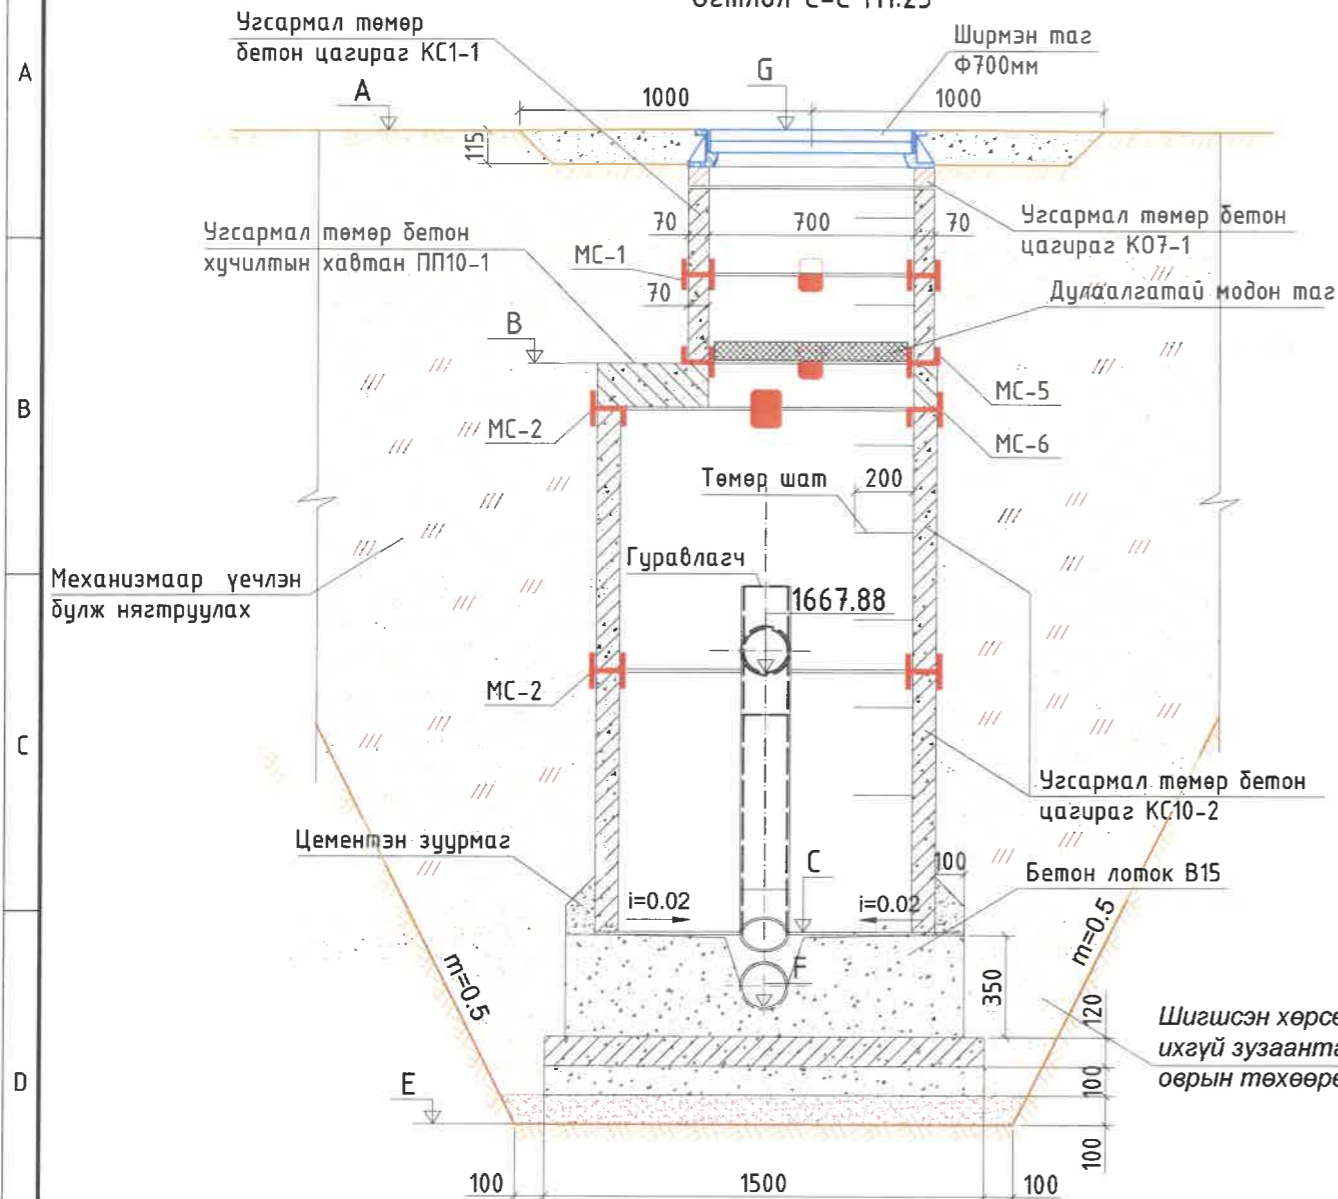 C-C M1:25
Угсармал төмөр
бетон цагираг КС1-1
Ширмэн таг
Ф700мм
A
A
G
1000
1000
115
70
700
70
Угсармал төмөр бетон
цагираг КО7-1
Угсармал төмөр бетон
хучилтын хавтан ПП10-1
МС-1
70
Дулаалгатай модон таг
B
B
МС-5
МС-2
МС-6
Төмөр шат
200
Гуравлагч
1667.88
Механизмаар үечлэн
булж нягтруулах
МС-2
C
Угсармал төмөр бетон
цагираг КС10-2
Цементэн зуурмаг
100
C
Бетон лоток В15
i=0.02
i=0.02
m=0.5
m=0.5
F
350
120
Шигшсэн
ихгүй
оврын
D
E
100
100
100
1500
100